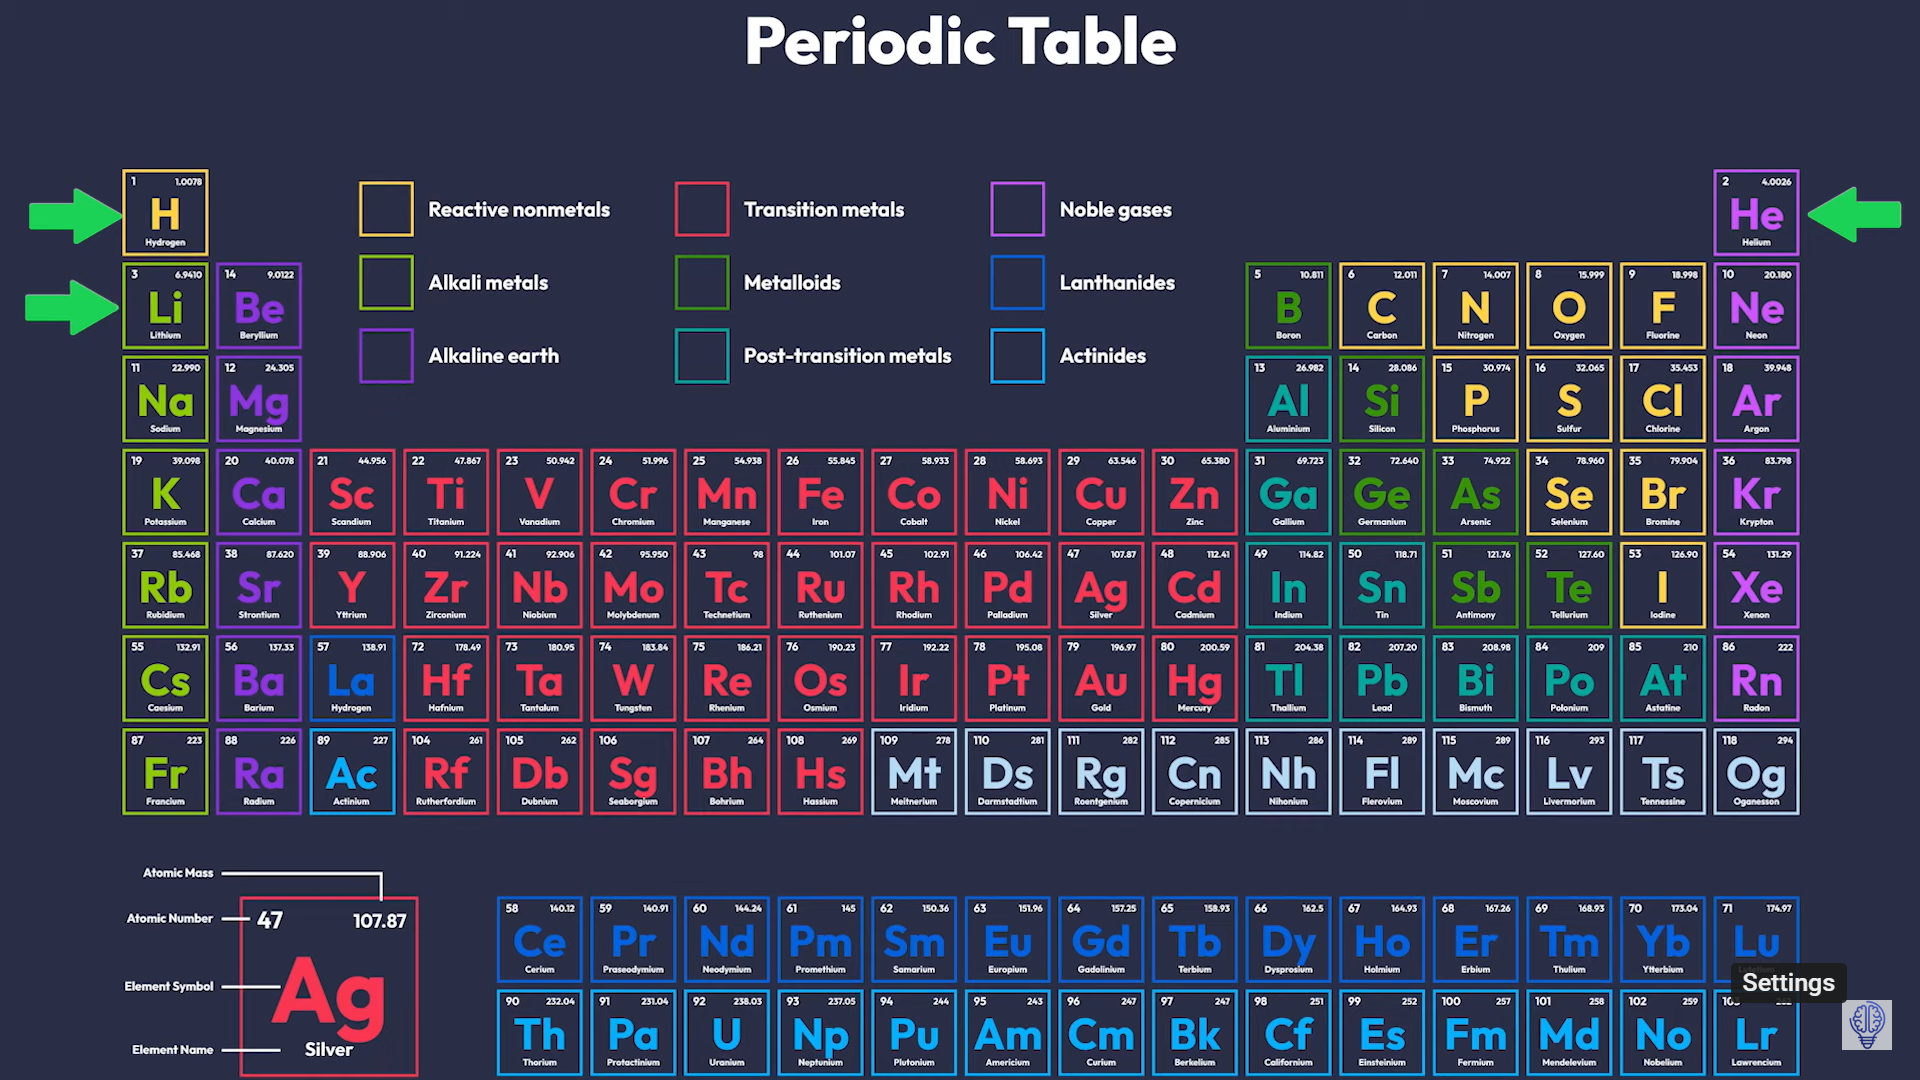 Periodic Table
1 1.0078
H
Hydrogen
Reactive nonmetals
Transition metals
Noble gases
2 4.0026
He
Helium
Alkali metals
Metalloids
Lanthanides
Alkaline earth
Post-transition metals
Actinides
3 6.9410 14 9.0122 5 10.811 6 12.011 7 14.007 8 15.999 9 18.998 10 20.180
Li Be B C N O F Ne
Lithium Beryllium Boron Carbon Nitrogen Oxygen Fluorine Neon
11 22.990 12 24.305 13 26.982 14 28.086 15 30.974 16 32.065 17 35.453 18 39.948
Na Mg Al Si P S Cl Ar
Sodium Magnesium Aluminium Silicon Phosphorus Sulfur Chlorine Argon
19 39.098 20 40.078 21 44.956 22 47.867 23 50.942 24 51.996 25 54.938 26 55.845 27 58.933 28 58.693 29 63.546 30 65.380 31 69.723 32 72.640 33 74.922 34 78.960 35 79.904 36 83.798
K Ca Sc Ti V Cr Mn Fe Co Ni Cu Zn Ga Ge As Se Br Kr
Potassium Calcium Scandium Titanium Vanadium Chromium Manganese Iron Cobalt Nickel Copper Zinc Gallium Germanium Arsenic Selenium Bromine Krypton
37 85.468 38 87.620 39 88.906 40 91.224 41 92.906 42 95.950 43 98 44 101.07 45 102.91 46 106.42 47 107.87 48 112.41 49 114.82 50 118.71 51 121.76 52 127.60 53 126.90 54 131.29
Rb Sr Y Zr Nb Mo Tc Ru Rh Pd Ag Cd In Sn Sb Te I Xe
Rubidium Strontium Yttrium Zirconium Niobium Molybdenum Technetium Ruthenium Rhodium Palladium Silver Cadmium Indium Tin Antimony Tellurium Iodine Xenon
55 132.91 56 137.33 57 138.91 72 178.49 73 180.95 74 183.84 75 186.21 76 190.23 77 192.22 78 195.08 79 196.97 80 200.59 81 204.38 82 207.20 83 208.98 84 209 85 210 86 222
Cs Ba La Hf Ta W Re Os Ir Pt Au Hg Tl Pb Bi Po At Rn
Caesium Barium Hydrogen Hafnium Tantalum Tungsten Rhenium Osmium Iridium Platinum Gold Mercury Thallium Lead Bismuth Polonium Astatine Radon
87 223 88 226 89 227 104 261 105 262 106 107 264 108 269 109 278 110 281 111 282 112 285 113 286 114 289 115 289 116 293 117 118 294
Fr Ra Ac Rf Db Sg Bh Hs Mt Ds Rg Cn Nh Fl Mc Lv Ts Og
Francium Radium Actinium Rutherfordium Dubnium Seaborgium Bohrium Hassium Meitnerium Darmstadtium Roentgenium Copernicium Nihonium Flerovium Moscovium Livermorium Tennessine Oganesson
Atomic Mass
Atomic Number
47 107.87
Element Symbol
Ag
Element Name
Silver
58 140.12 59 140.91 60 144.24 61 145 62 150.36 63 151.96 64 157.25 65 158.93 66 162.5 67 164.93 68 167.26 69 168.93 70 173.04 71 174.97
Ce Pr Nd Pm Sm Eu Gd Tb Dy Ho Er Tm Yb Lu
Cerium Praseodymium Neodymium Promethium Samarium Europium Gadolinium Terbium Dysprosium Holmium Erbium Thulium Ytterbium
Settings
90 232.04 91 231.04 92 238.03 93 237.05 94 244 95 243 96 247 97 247 98 251 99 252 100 257 101 258 102 259
Th Pa U Np Pu Am Cm Bk Cf Es Fm Md No Lr
Thorium Protactinium Uranium Neptunium Plutonium Americium Curium Berkelium Californium Einsteinium Fermium Mendelevium Nobelium Lawrencium